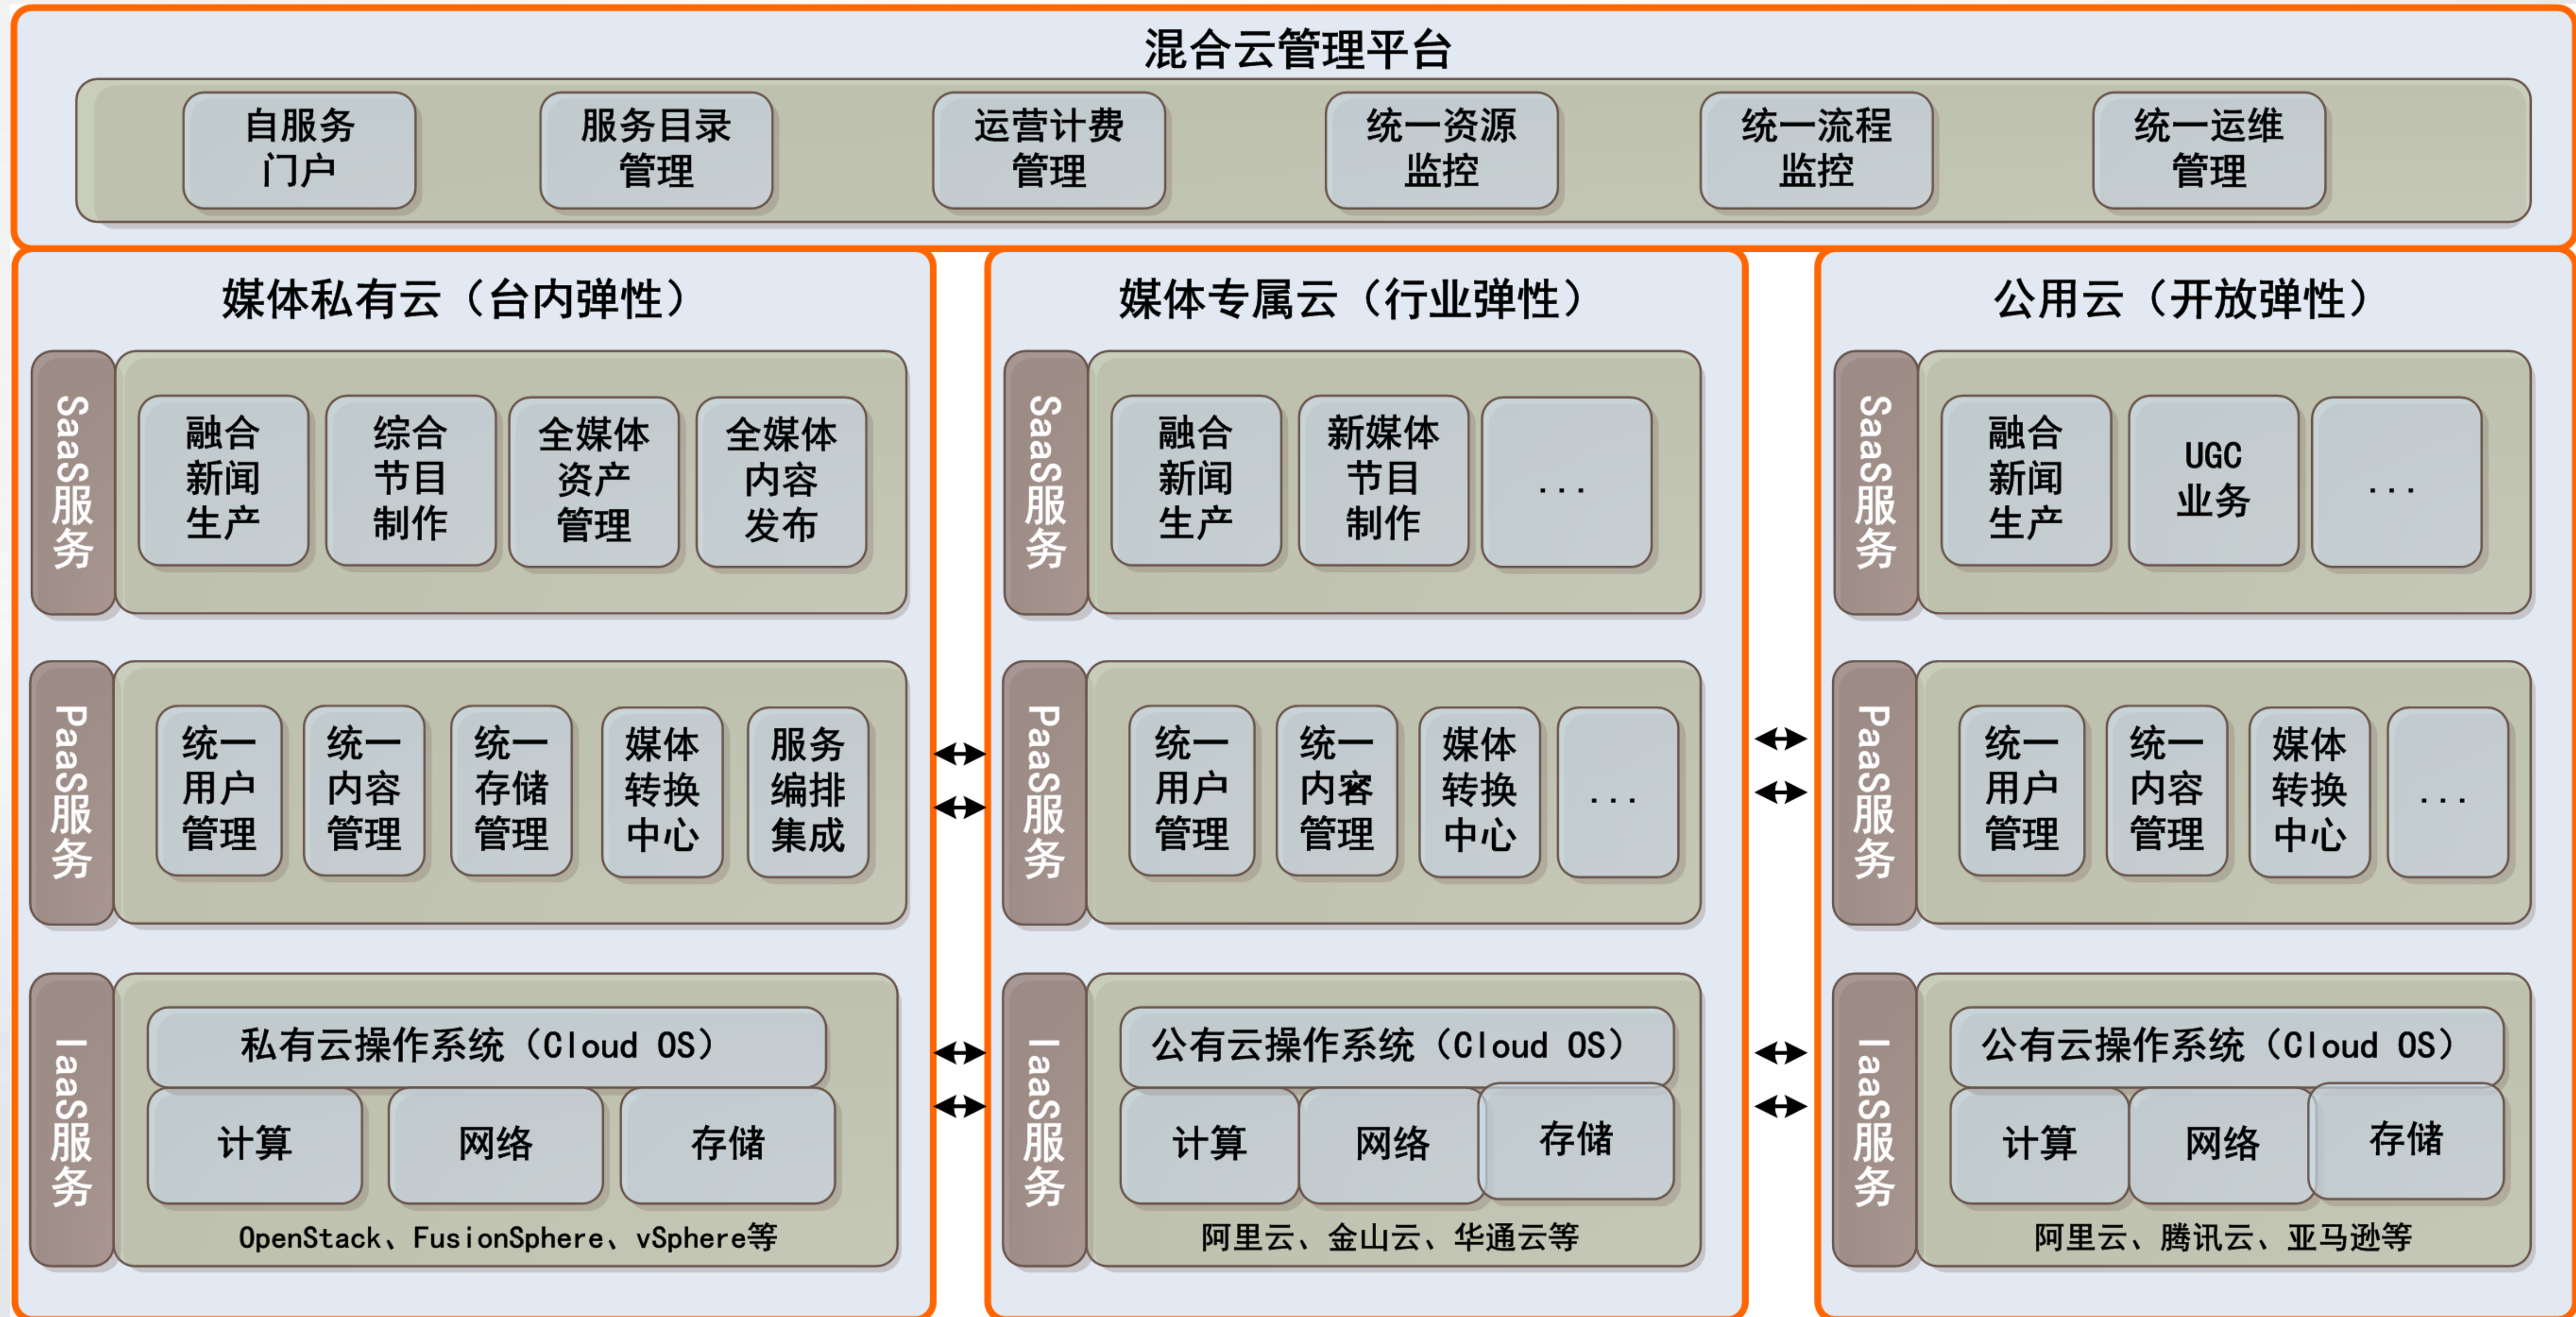 混合云管理平台
自服务
门户
服务目录
管理
运营计费
管理
统一资源
监控
统一流程
监控
统一运维
管理
媒体私有云（台内弹性）
SaaS服务
融合
新闻
生产
综合
节目
制作
全媒体
资产
管理
全媒体
内容
发布
PaaS服务
统一
用户
管理
统一
内容
管理
统一
存储
管理
媒体
转换
中心
服务
编排
集成
IaaS服务
私有云操作系统（Cloud OS）
计算
网络
存储
OpenStack、FusionSphere、vSphere等
媒体专属云（行业弹性）
SaaS服务
融合
新闻
生产
新媒体
节目
制作
...
PaaS服务
统一
用户
管理
统一
内容
管理
媒体
转换
中心
...
IaaS服务
公有云操作系统（Cloud OS）
计算
网络
存储
阿里云、金山云、华通云等
公用云（开放弹性）
SaaS服务
融合
新闻
生产
UGC
业务
...
PaaS服务
统一
用户
管理
统一
内容
管理
媒体
转换
中心
...
IaaS服务
公有云操作系统（Cloud OS）
计算
网络
存储
阿里云、腾讯云、亚马逊等